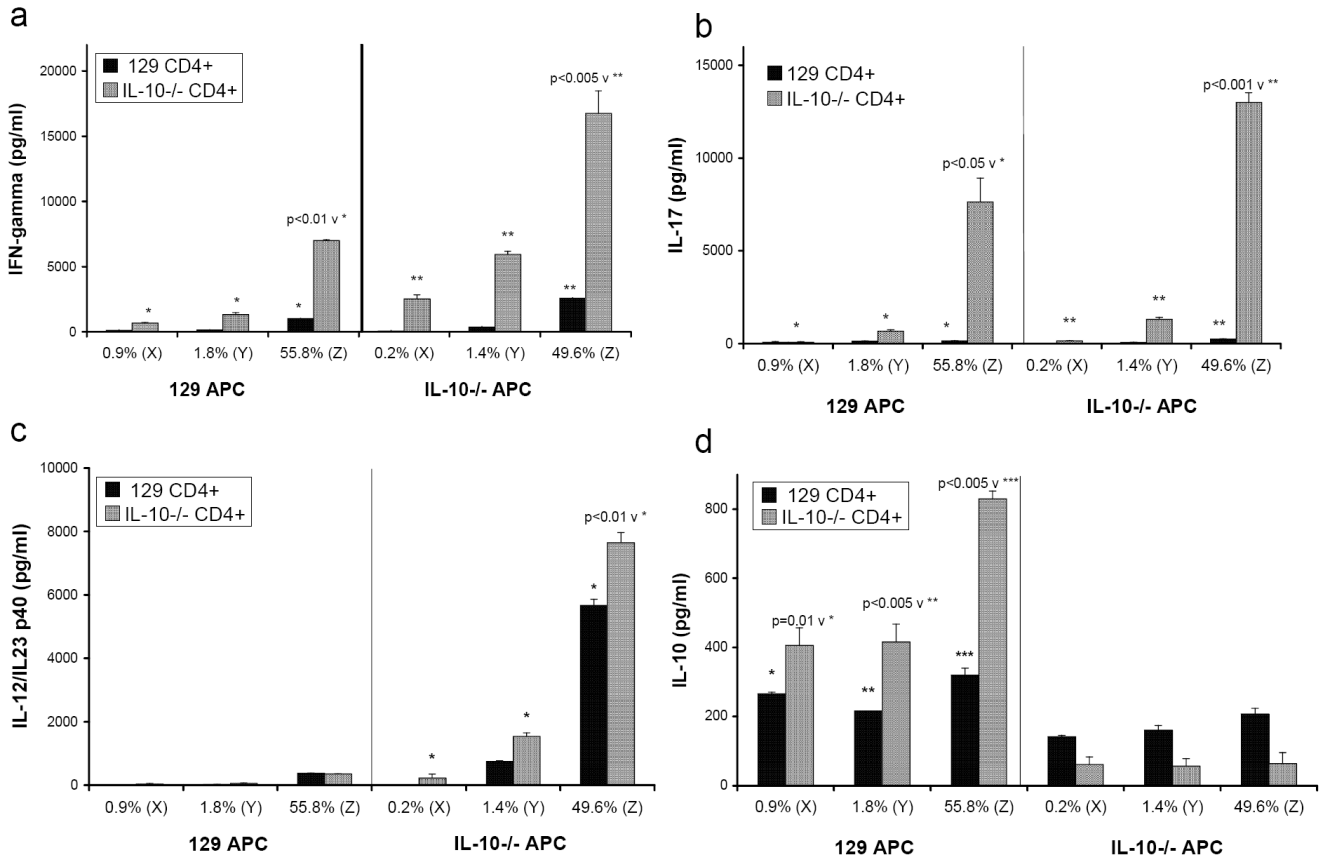 a
IFN-gamma (pg/ml)
129 CD4+
IL-10-/- CD4+
20000
15000
10000
5000
0
*
*
*
p<0.01 v *
**
**
**
p<0.005 v **
0.9% (X) 1.8% (Y) 55.8% (Z) 0.2% (X) 1.4% (Y) 49.6% (Z)
129 APC IL-10-/- APC
b
IL-17 (pg/ml)
129 CD4+
IL-10-/- CD4+
15000
10000
5000
0
*
*
*
p<0.05 v *
**
**
**
p<0.001 v **
0.9% (X) 1.8% (Y) 55.8% (Z) 0.2% (X) 1.4% (Y) 49.6% (Z)
129 APC IL-10-/- APC
c
IL-12/IL23 p40 (pg/ml)
129 CD4+
IL-10-/- CD4+
10000
8000
6000
4000
2000
0
*
*
*
p<0.01 v *
0.9% (X) 1.8% (Y) 55.8% (Z) 0.2% (X) 1.4% (Y) 49.6% (Z)
129 APC IL-10-/- APC
d
IL-10 (pg/ml)
129 CD4+
IL-10-/- CD4+
800
600
400
200
0
*
p=0.01 v *
**
p<0.005 v **
***
p<0.005 v ***
0.9% (X) 1.8% (Y) 55.8% (Z) 0.2% (X) 1.4% (Y) 49.6% (Z)
129 APC IL-10-/- APC